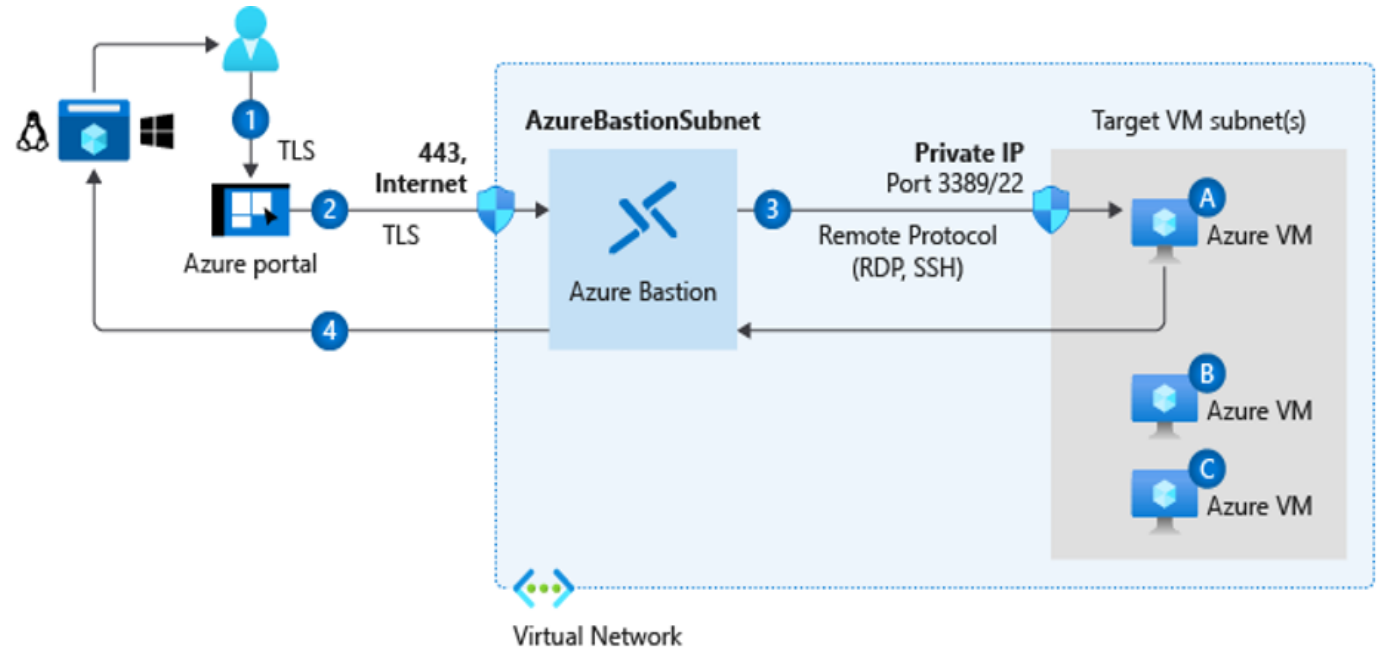 1
TLS
Azure portal
443,
Internet
2
TLS
AzureBastionSubnet
Azure Bastion
3
Private IP
Port 3389/22
Remote Protocol
(RDP, SSH)
Target VM subnet(s)
A
Azure VM
B
Azure VM
C
Azure VM
4
Virtual Network